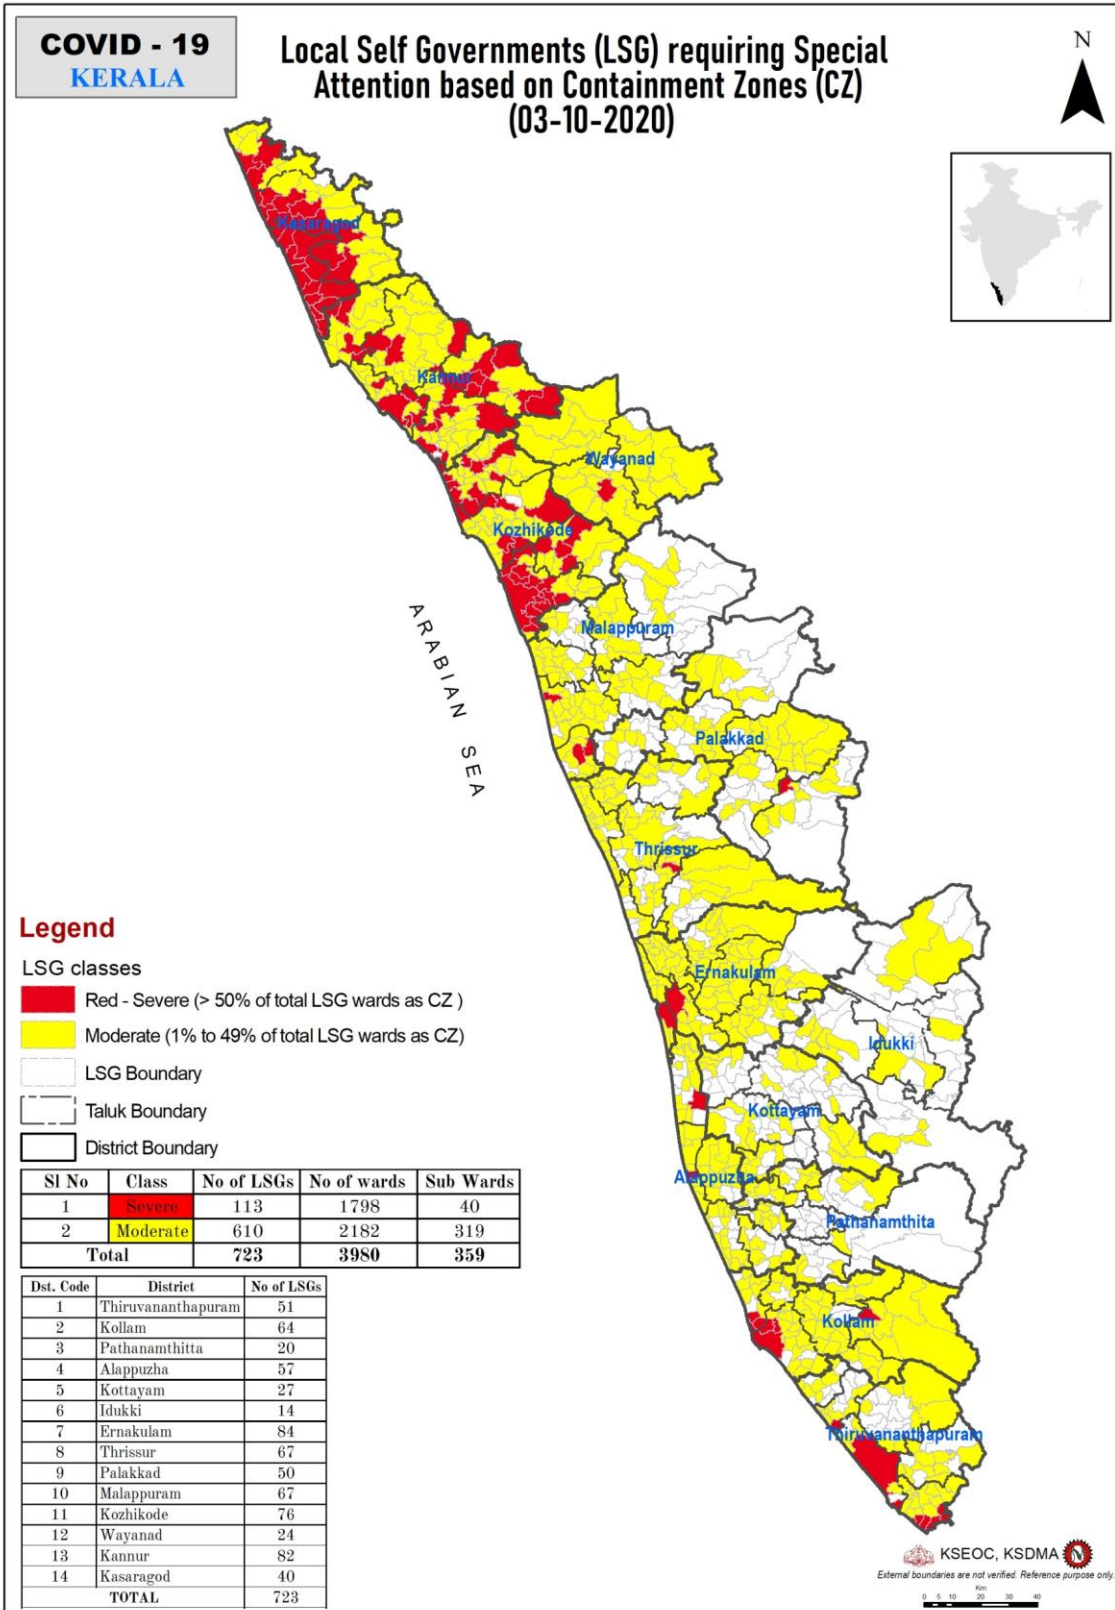 COVID - 19
KERALA
Local Self Governments (LSG) requiring Special
Attention based on Containment Zones (CZ)
(03-10-2020)
N
Kasaragod
Kannur
Wayanad
Kozhikode
Malappuram
ARABIAN SEA
Palakkad
Thrissur
Ernakulam
Idukki
Kottayam
Alappuzha
Pathanamthita
Kollam
Thiruvananthapuram
Legend
LSG classes
Red - Severe (> 50% of total LSG wards as CZ )
Moderate (1% to 49% of total LSG wards as CZ)
LSG Boundary
Taluk Boundary
District Boundary
Sl No Class No of LSGs No of wards Sub Wards
1 Severe 113 1798 40
2 Moderate 610 2182 319
Total 723 3980 359
Dst. Code District No of LSGs
1 Thiruvananthapuram 51
2 Kollam 64
3 Pathanamthitta 20
4 Alappuzha 57
5 Kottayam 27
6 Idukki 14
7 Ernakulam 84
8 Thrissur 67
9 Palakkad 50
10 Malappuram 67
11 Kozhikode 76
12 Wayanad 24
13 Kannur 82
14 Kasaragod 40
TOTAL 723
KSEOC, KSDMA
External boundaries are not verified. Reference purpose only.
Km
0 5 10 20 30 40